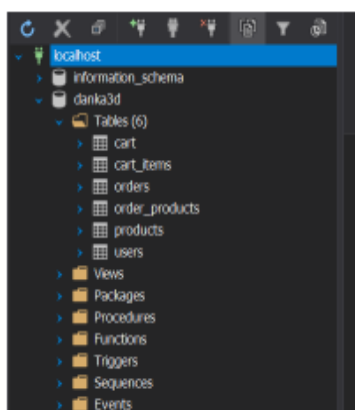 localhost
information_schema
danka3d
Tables (6)
cart
cart_items
orders
order_products
products
users
Views
Packages
Procedures
Functions
Triggers
Sequences
Events